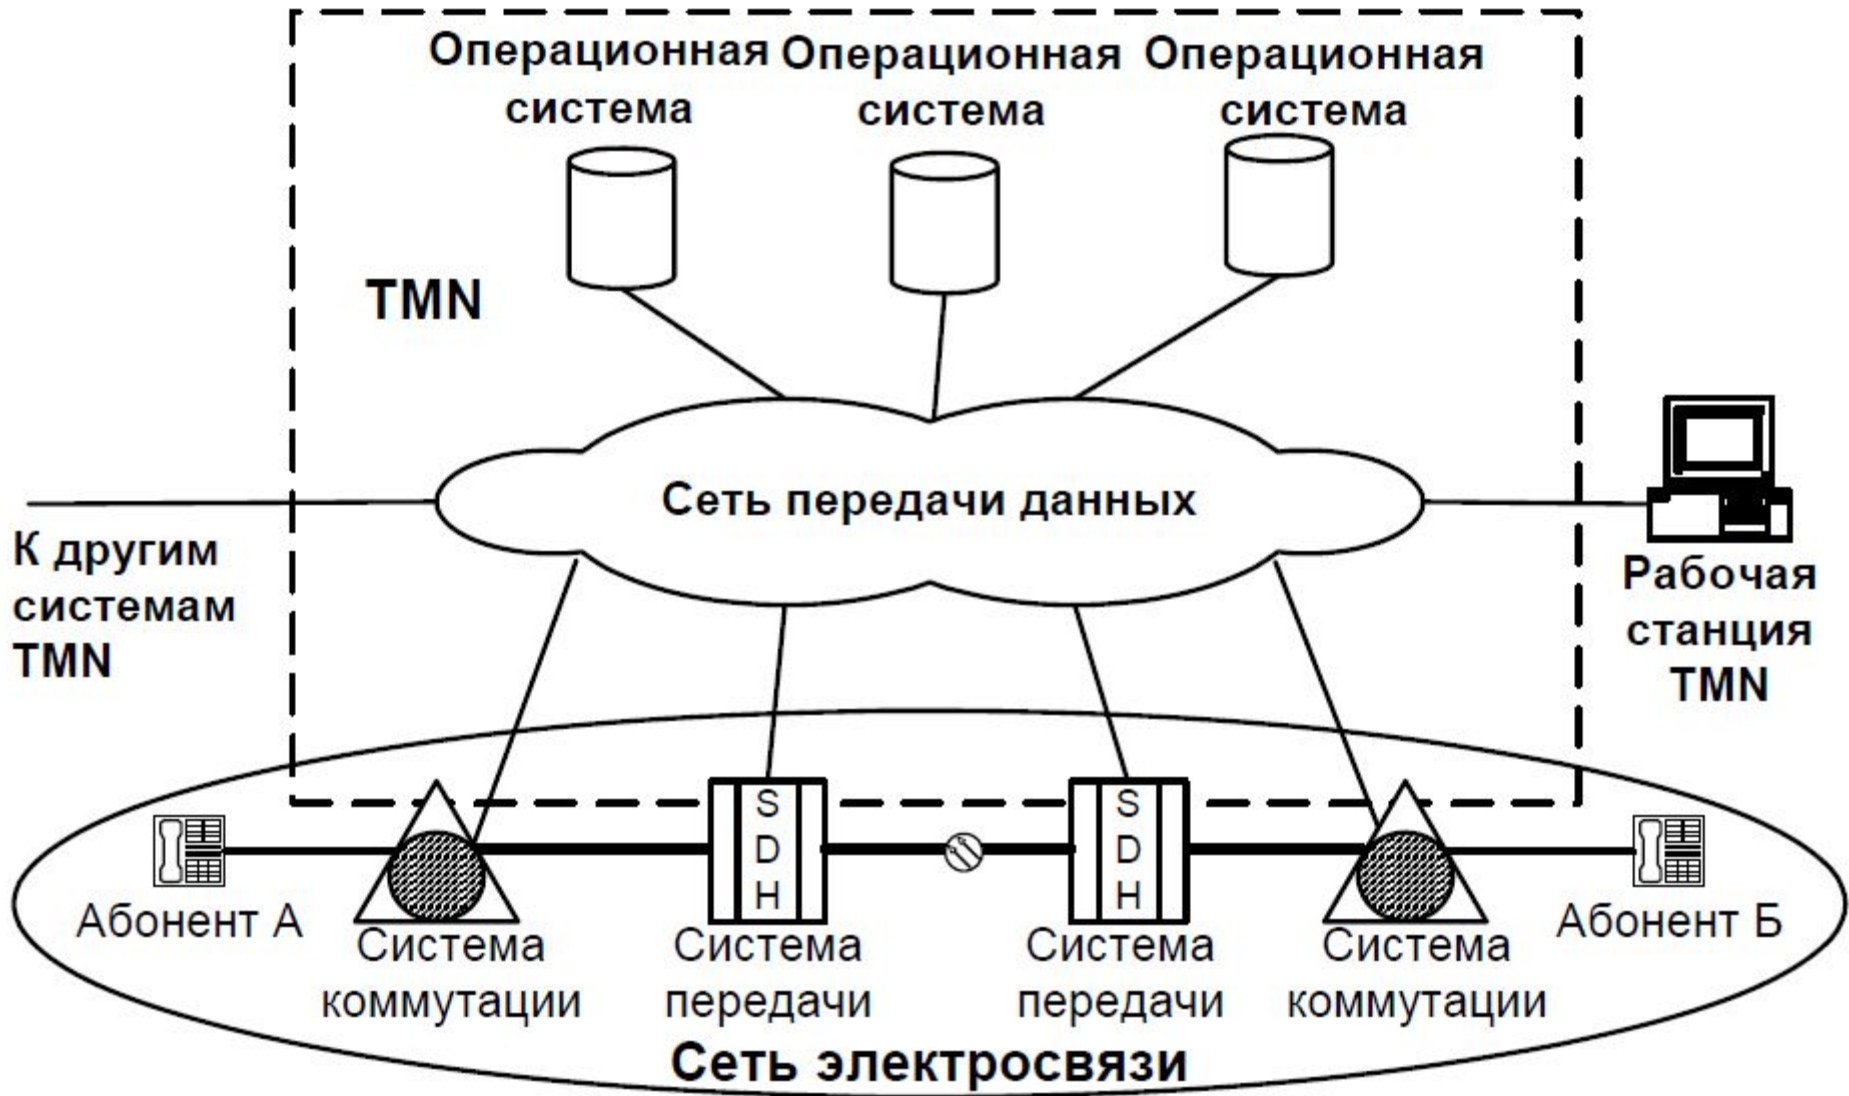 Операционная
система
Операционная
система
Операционная
система
TMN
Сеть передачи данных
К другим
системам
TMN
Рабочая
станция
TMN
S
D
H
S
D
H
Абонент А
Система
коммутации
Система
передачи
Система
передачи
Система
коммутации
Абонент Б
Сеть электросвязи